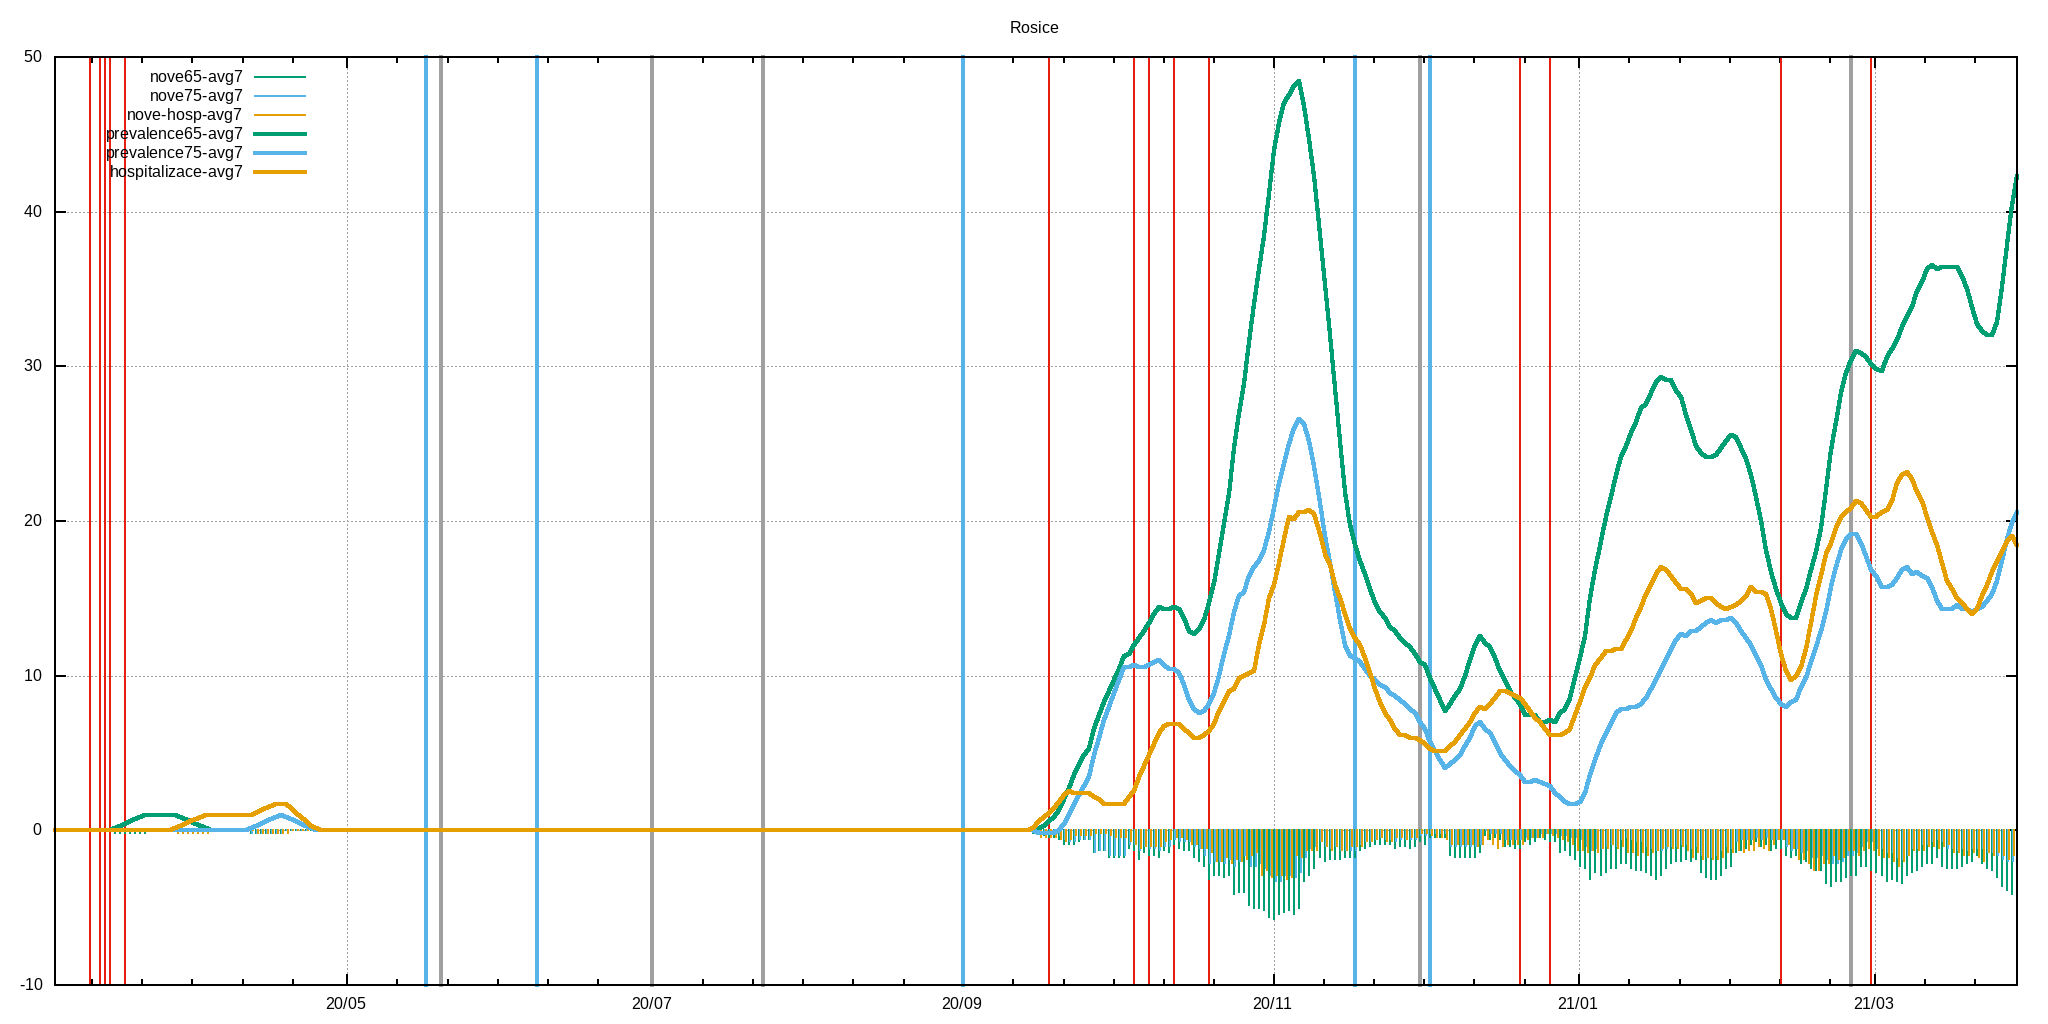 Rosice
50
nove65-avg7
nove75-avg7
nove-hosp-avg7
prevalence65-avg7
prevalence75-avg7
hospitalizace-avg7
40
30
20
10
0
-10
20/05
20/07
20/09
20/11
21/01
21/03